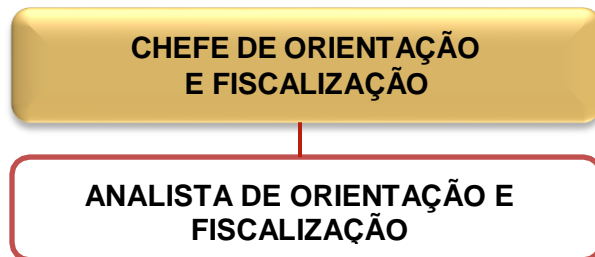 CHEFE DE ORIENTAÇÃO
E FISCALIZAÇÃO
ANALISTA DE ORIENTAÇÃO E
FISCALIZAÇÃO